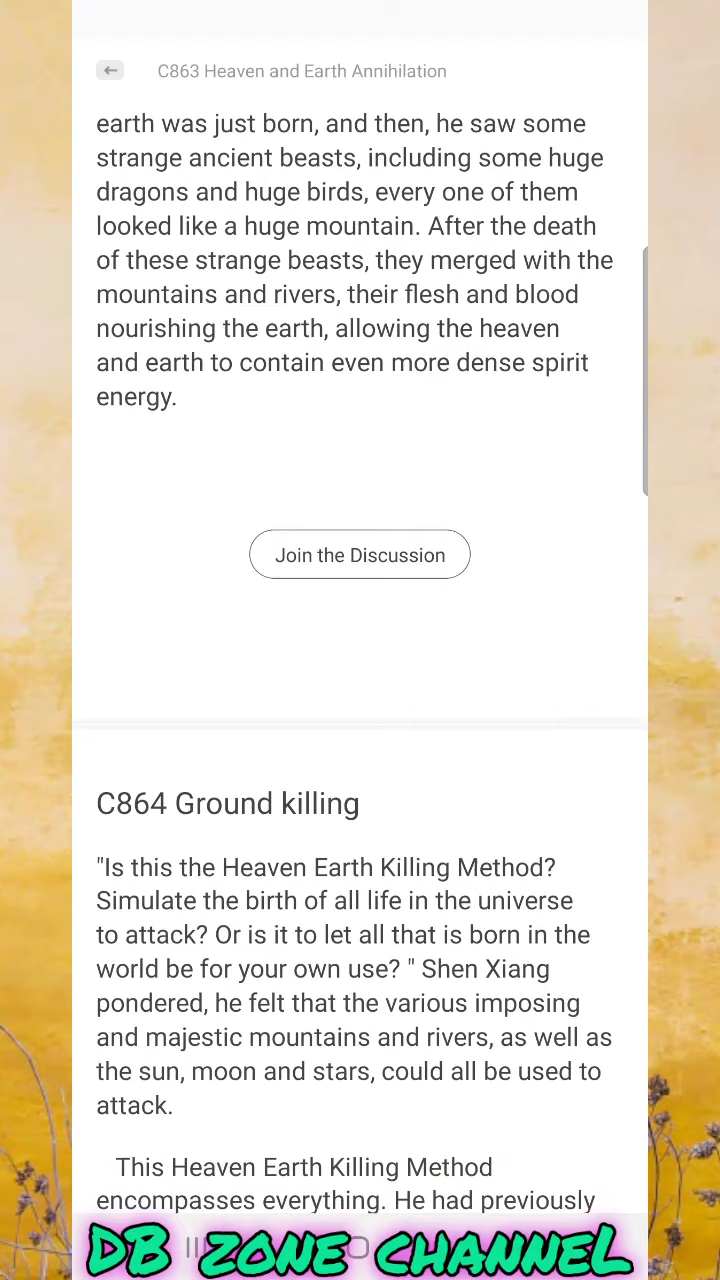 C863 Heaven and Earth Annihilation
earth was just born, and then, he saw some
strange ancient beasts, including some huge
dragons and huge birds, every one of them
looked like a huge mountain. After the death
of these strange beasts, they merged with the
mountains and rivers, their flesh and blood
nourishing the earth, allowing the heaven
and earth to contain even more dense spirit
energy.
Join the Discussion
C864 Ground killing
"Is this the Heaven Earth Killing Method?
Simulate the birth of all life in the universe
to attack? Or is it to let all that is born in the
world be for your own use? " Shen Xiang
pondered, he felt that the various imposing
and majestic mountains and rivers, as well as
the sun, moon and stars, could all be used to
attack.
This Heaven Earth Killing Method
encompasses everything. He had previously
DB ZONE CHANNEL